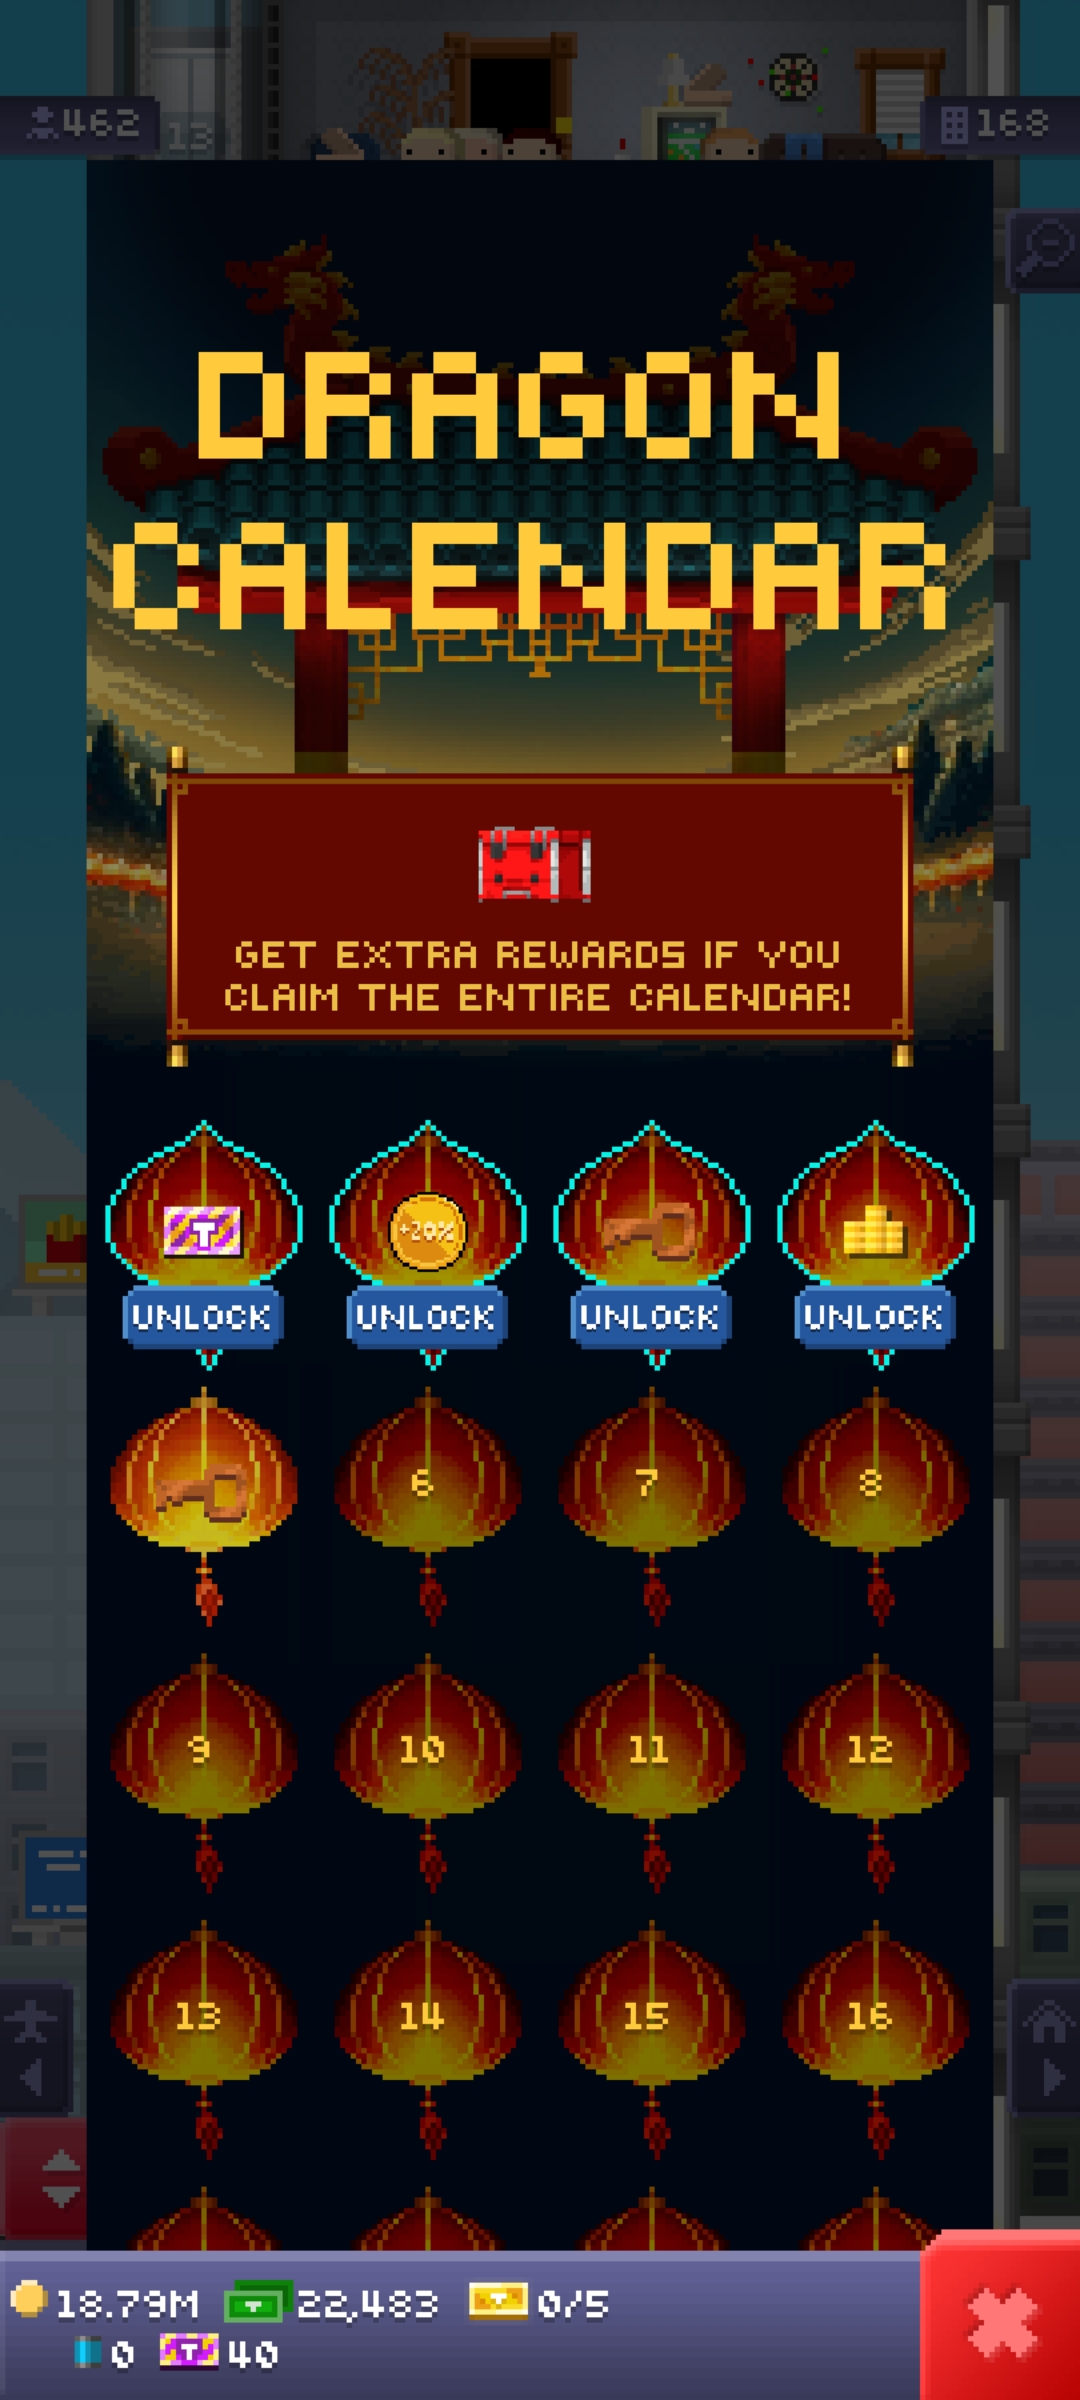 462
13
168
DRAGON
CALENDAR
GET EXTRA REWARDS IF YOU
CLAIM THE ENTIRE CALENDAR!
T
+20%
UNLOCK UNLOCK UNLOCK UNLOCK
6 7 8
9 10 11 12
13 14 15 16
18.79M 22,483 0/5
0 T 40